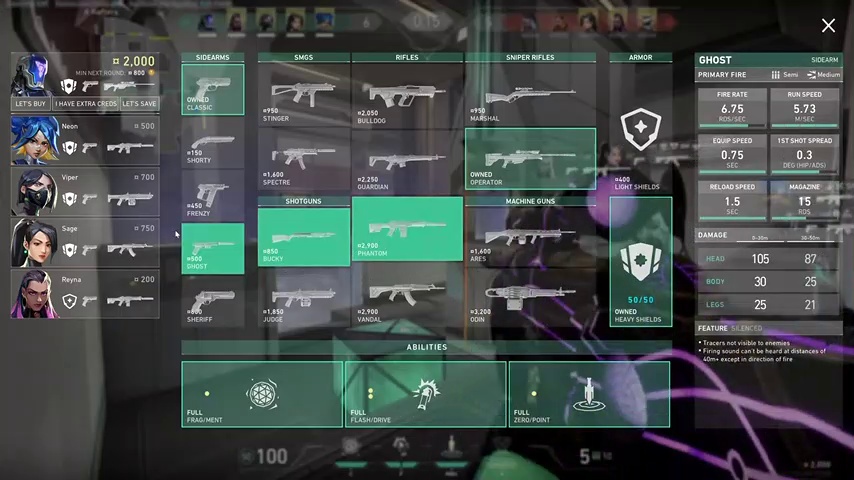 6
0:15
¤ 2,000
MIN NEXT ROUND: ¤ 800
LET'S BUY
I HAVE EXTRA CREDS
LET'S SAVE
Neon
¤ 500
Viper
¤ 700
Sage
¤ 750
Reyna
¤ 200
SIDEARMS
OWNED
CLASSIC
¤150
SHORTY
¤450
FRENZY
¤500
GHOST
¤800
SHERIFF
SMGS
¤950
STINGER
¤1,600
SPECTRE
SHOTGUNS
¤850
BUCKY
¤1,850
JUDGE
RIFLES
¤2,050
BULLDOG
¤2,250
GUARDIAN
¤2,900
PHANTOM
¤2,900
VANDAL
SNIPER RIFLES
¤950
MARSHAL
OWNED
OPERATOR
MACHINE GUNS
¤1,600
ARES
¤3,200
ODIN
ARMOR
¤400
LIGHT SHIELDS
50/50
OWNED
HEAVY SHIELDS
ABILITIES
FULL
FRAG/MENT
FULL
FLASH/DRIVE
FULL
ZERO/POINT
GHOST
SIDEARM
PRIMARY FIRE
Semi
Medium
FIRE RATE
6.75
RDS/SEC
RUN SPEED
5.73
M/SEC
EQUIP SPEED
0.75
SEC
1ST SHOT SPREAD
0.3
DEG (HIP/ADS)
RELOAD SPEED
1.5
SEC
MAGAZINE
15
RDS
DAMAGE
0-30m
30-50m
HEAD
105
87
BODY
30
25
LEGS
25
21
FEATURE SILENCED
• Tracers not visible to enemies
• Firing sound can't be heard at distances of
40m+ except in direction of fire
100
5